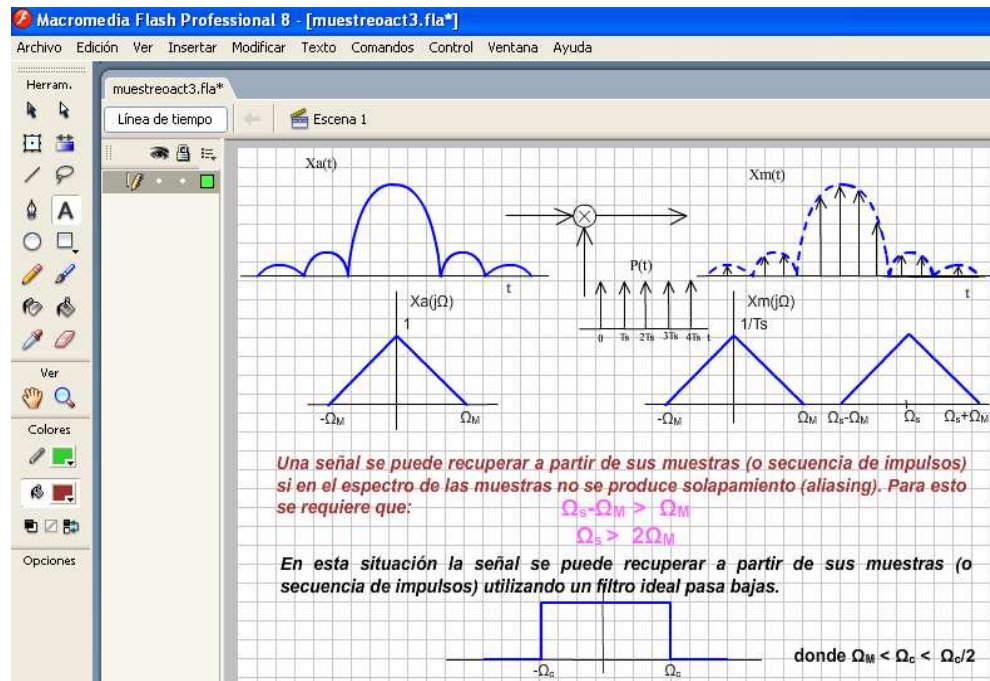 Macromedia Flash Professional 8 - [muestreoact3.fla*]
Archivo Edición Ver Insertar Modificar Texto Comandos Control Ventana Ayuda
Herram.
muestreoact3.fla*
Línea de tiempo
Escena 1
A
Ver
Colores
Opciones
Xa(t)
t
P(t)
0 Ts 2Ts 3Ts 4Ts t
Xm(t)
t
Xa(jΩ)
1
-ΩM ΩM
Xm(jΩ)
1/Ts
-ΩM ΩM Ωs-ΩM Ωs Ωs+ΩM
Una señal se puede recuperar a partir de sus muestras (o secuencia de impulsos)
si en el espectro de las muestras no se produce solapamiento (aliasing). Para esto
se requiere que:
Ωs-ΩM > ΩM
Ωs > 2ΩM
En esta situación la señal se puede recuperar a partir de sus muestras (o
secuencia de impulsos) utilizando un filtro ideal pasa bajas.
-Ωc Ωc
donde ΩM < Ωc < Ωc/2